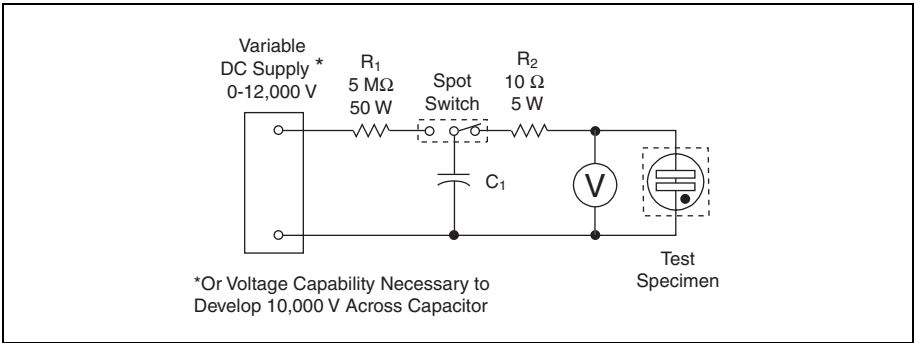 Variable
DC Supply *
0-12,000 V
R1
5 MΩ
50 W
Spot
Switch
R2
10 Ω
5 W
C1
V
Test
Specimen
*Or Voltage Capability Necessary to
Develop 10,000 V Across Capacitor